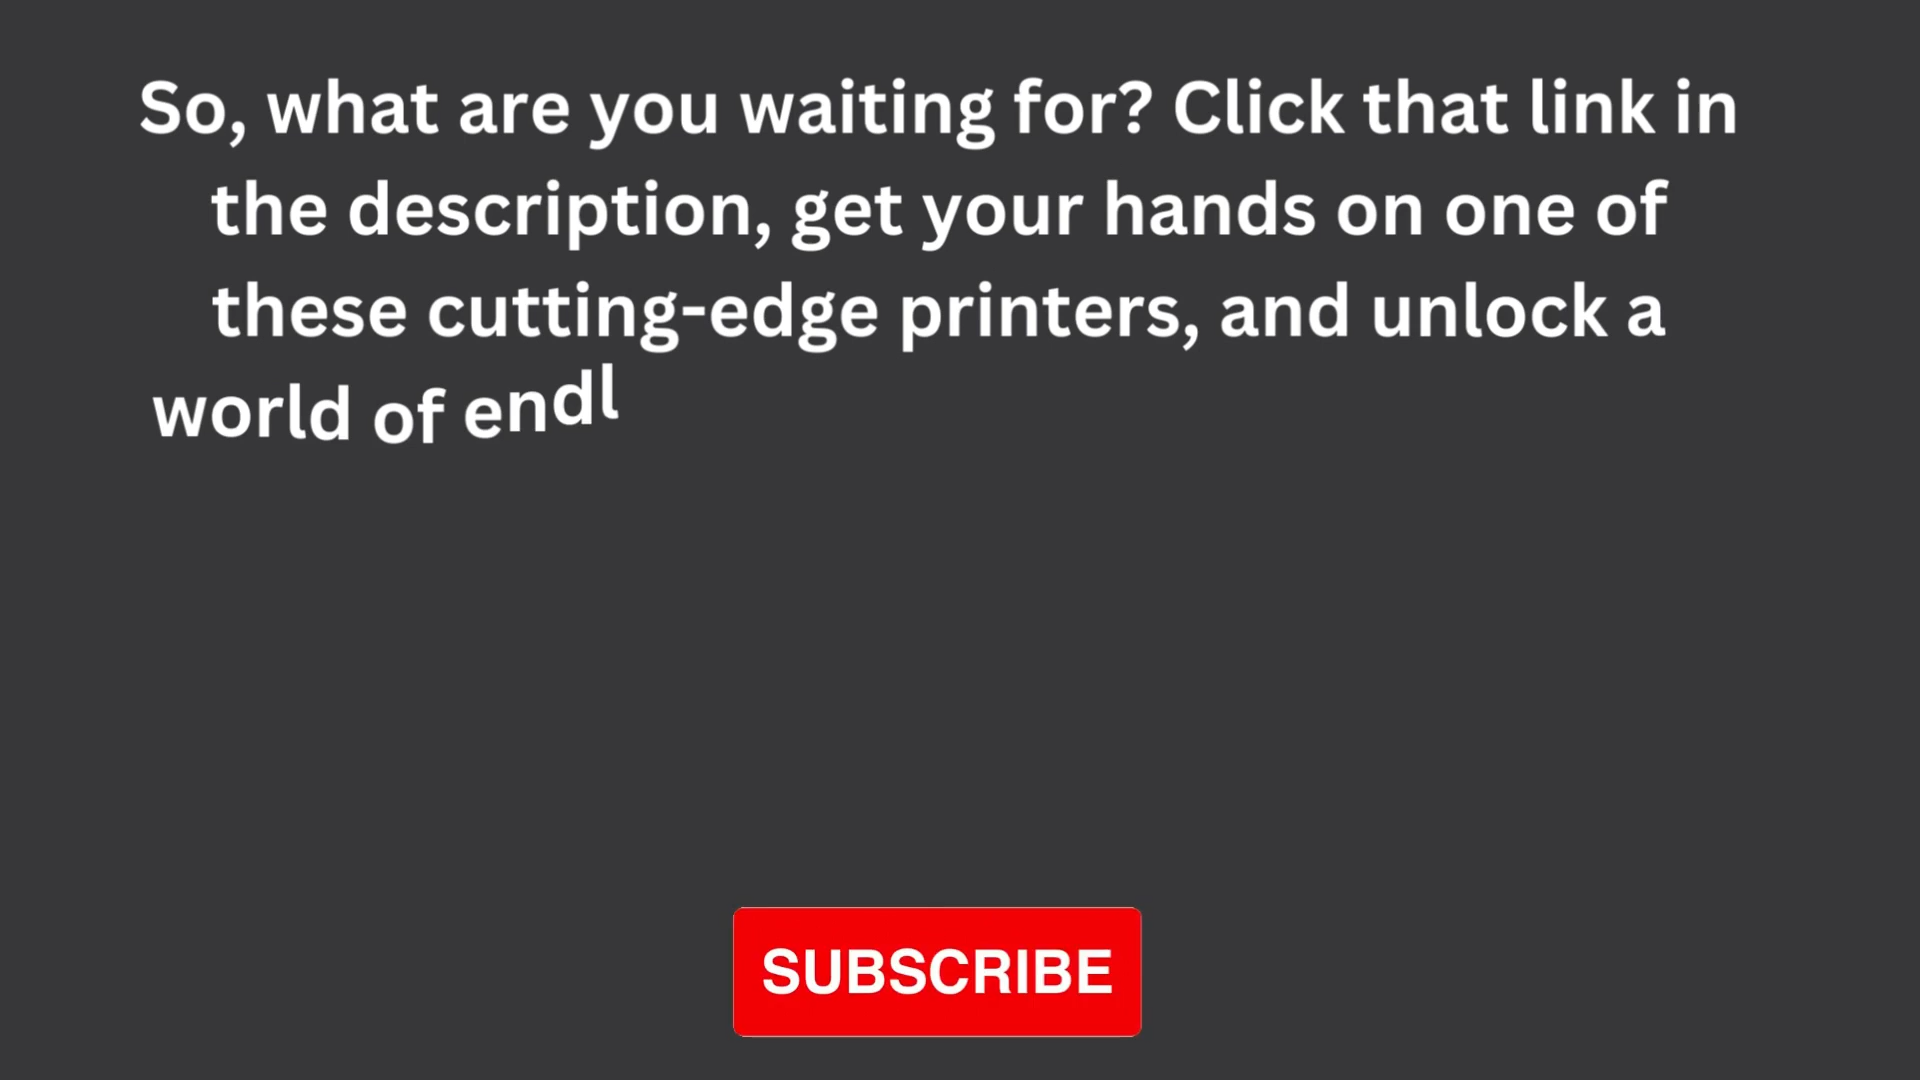 So, what are you waiting for? Click that link in
the description, get your hands on one of
these cutting-edge printers, and unlock a
world of endl
SUBSCRIBE